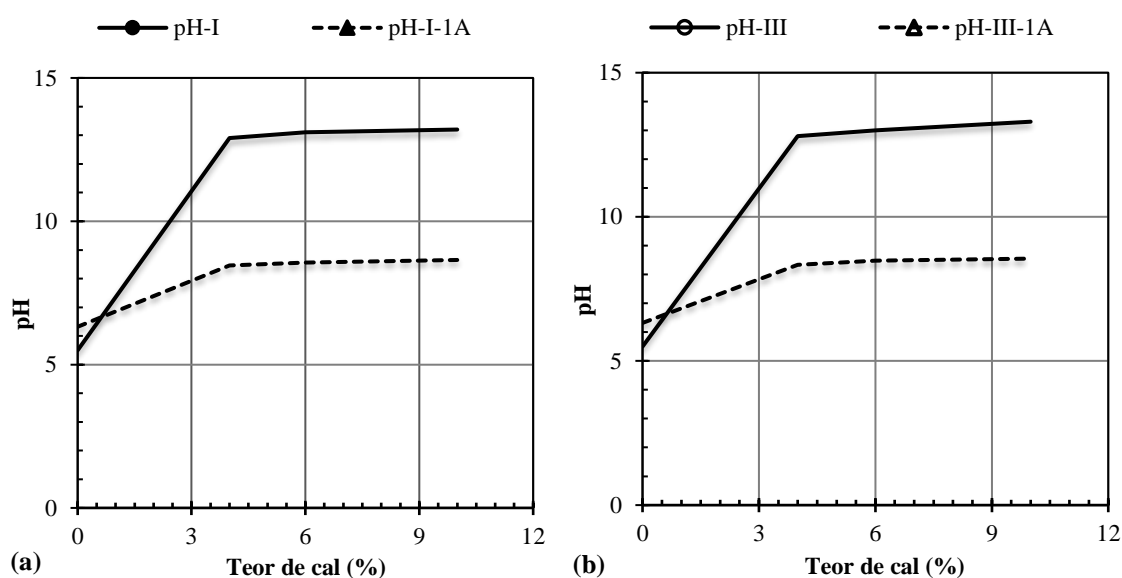 pH-I pH-I-1A
15
10
5
0
pH
0 3 6 9 12
Teor de cal (%)
(a)
pH-III pH-III-1A
15
10
5
0
pH
0 3 6 9 12
Teor de cal (%)
(b)